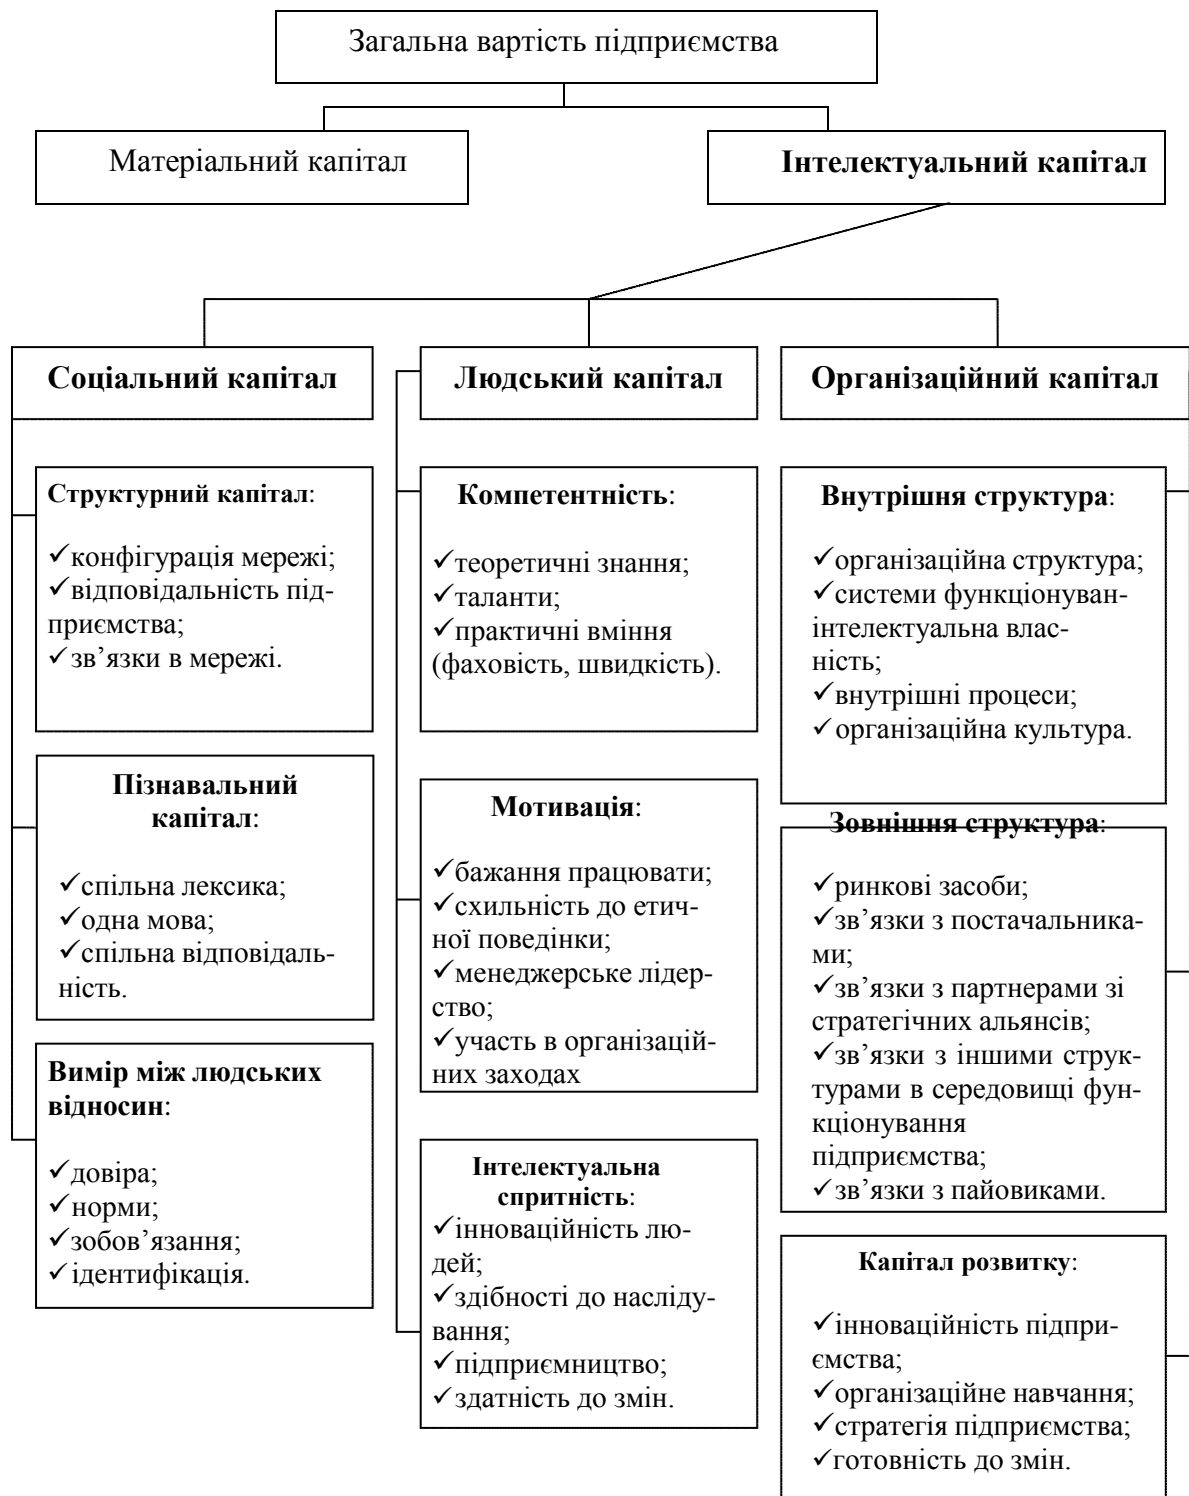 Загальна вартість підприємства
Матеріальний капітал
Інтелектуальний капітал
Соціальний капітал
Людський капітал
Організаційний капітал
Структурний капітал:
✓конфігурація мережі;
✓відповідальність під-
приємства;
✓зв’язки в мережі.
Пізнавальний
капітал:
✓спільна лексика;
✓одна мова;
✓спільна відповідаль-
ність.
Вимір між людських
відносин:
✓довіра;
✓норми;
✓зобов’язання;
✓ідентифікація.
Компетентність:
✓теоретичні знання;
✓таланти;
✓практичні вміння
(фаховість, швидкість).
Мотивація:
✓бажання працювати;
✓схильність до етич-
ної поведінки;
✓менеджерське лідер-
ство;
✓участь в організацій-
них заходах
Інтелектуальна
спритність:
✓інноваційність лю-
дей;
✓здібності до насліду-
вання;
✓підприємництво;
✓здатність до змін.
Внутрішня структура:
✓організаційна структура;
✓системи функціонуван-
інтелектуальна влас-
ність;
✓внутрішні процеси;
✓організаційна культура.
Зовнішня структура:
✓ринкові засоби;
✓зв’язки з постачальника-
ми;
✓зв’язки з партнерами зі
стратегічних альянсів;
✓зв’язки з іншими струк-
турами в середовищі фун-
кціонування
підприємства;
✓зв’язки з пайовиками.
Капітал розвитку:
✓інноваційність підпри-
ємства;
✓організаційне навчання;
✓стратегія підприємства;
✓готовність до змін.